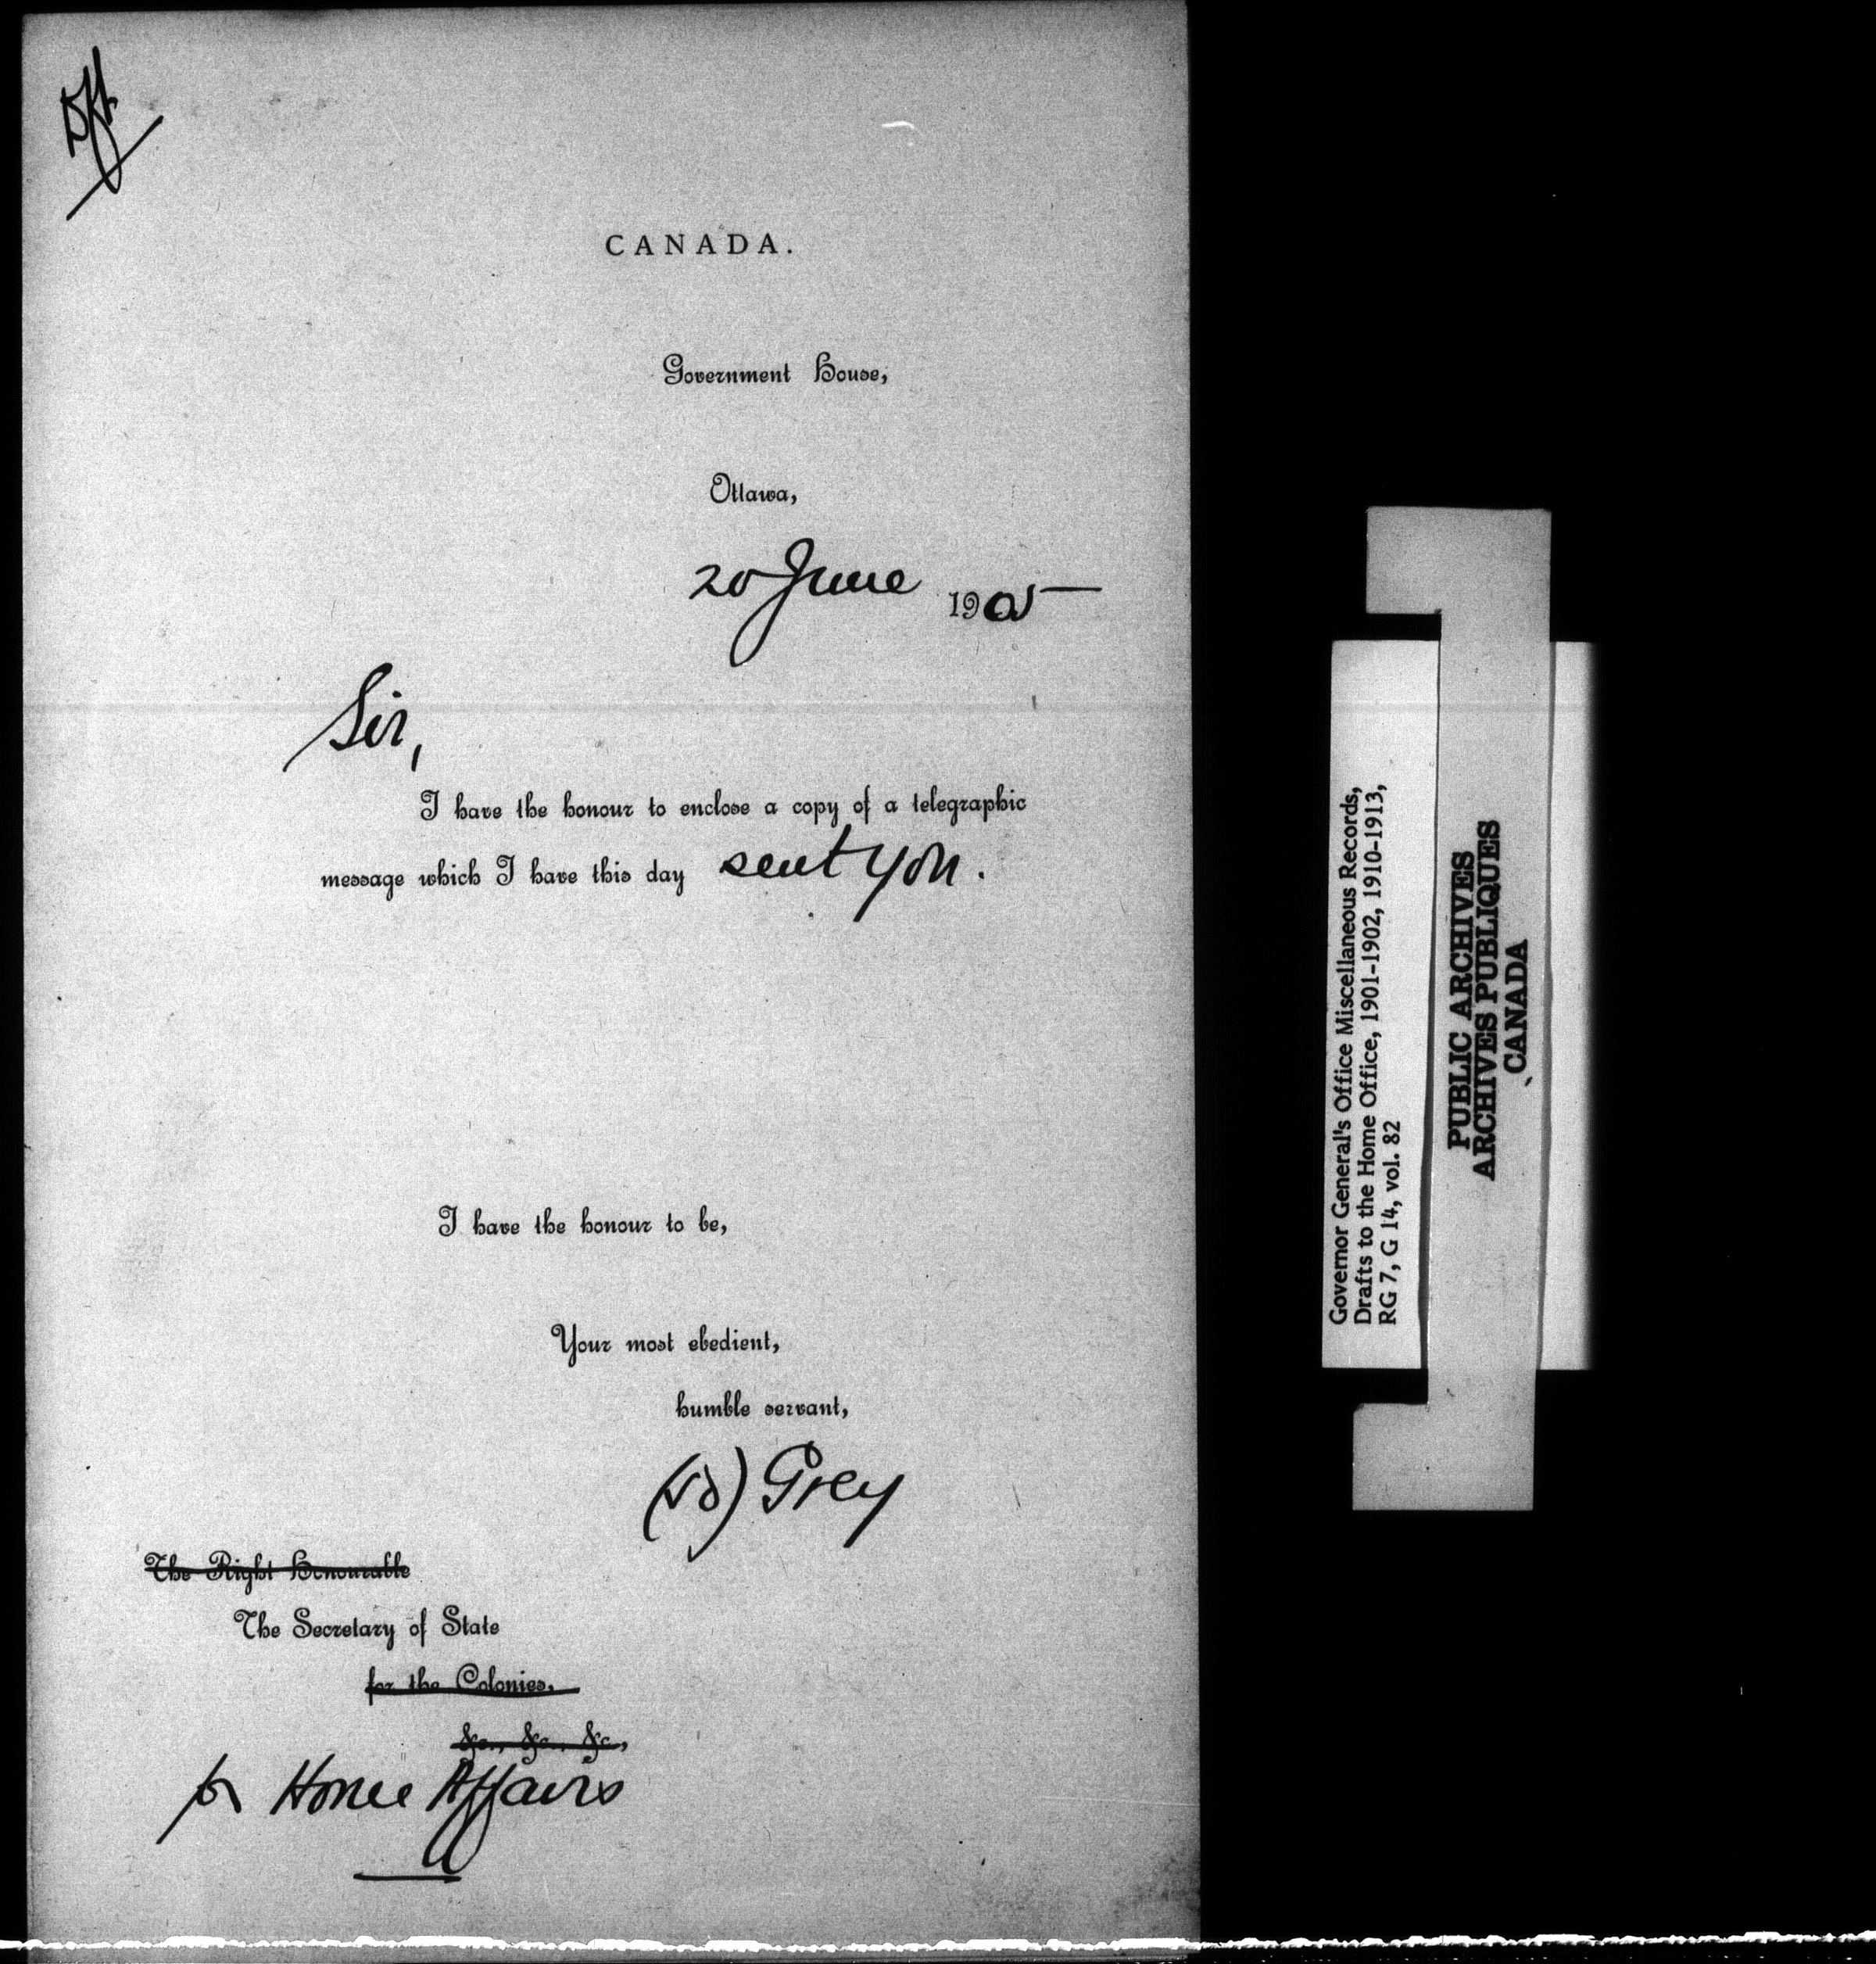 Dft.
CANADA.
Government House,
Ottawa,
20 June 1905
Sir,
I have the honour to enclose a copy of a telegraphic
message which I have this day sent you.
I have the honour to be,
Your most obedient,
humble servant,
(sd) Grey
The Right Honourable
The Secretary of State
for the Colonies.
&c., &c., &c.,
for Home Affairs
Governor General's Office Miscellaneous Records,
Drafts to the Home Office, 1901-1902, 1910-1913,
RG 7, G 14, vol. 82
PUBLIC ARCHIVES
ARCHIVES PUBLIQUES
CANADA